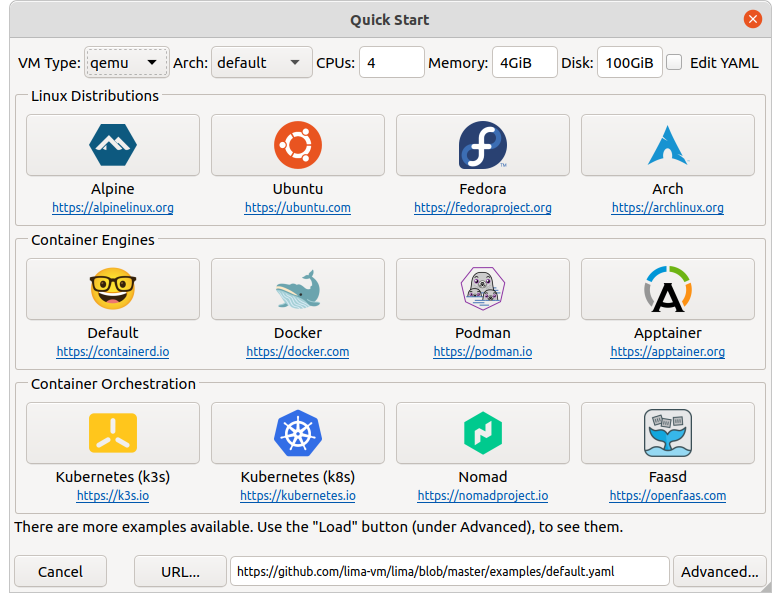 Quick Start
VM Type: qemu Arch: default CPUs: 4 Memory: 4GiB Disk: 100GiB Edit YAML
Linux Distributions
Alpine Ubuntu Fedora Arch
https://alpinelinux.org https://ubuntu.com https://fedoraproject.org https://archlinux.org
Container Engines
Default Docker Podman Apptainer
https://containerd.io https://docker.com https://podman.io https://apptainer.org
Container Orchestration
Kubernetes (k3s) Kubernetes (k8s) Nomad Faasd
https://k3s.io https://kubernetes.io https://nomadproject.io https://openfaas.com
There are more examples available. Use the "Load" button (under Advanced), to see them.
Cancel URL... https://github.com/lima-vm/lima/blob/master/examples/default.yaml Advanced...